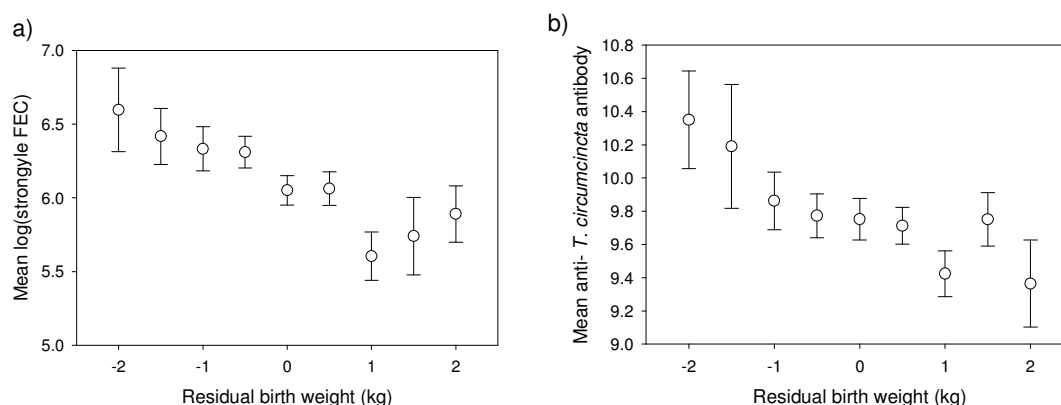 a)
Mean log(strongyle FEC)
7.0
6.5
6.0
5.5
5.0
-2 -1 0 1 2
Residual birth weight (kg)
b)
Mean anti- T. circumcincta antibody
10.8
10.6
10.4
10.2
10.0
9.8
9.6
9.4
9.2
9.0
-2 -1 0 1 2
Residual birth weight (kg)